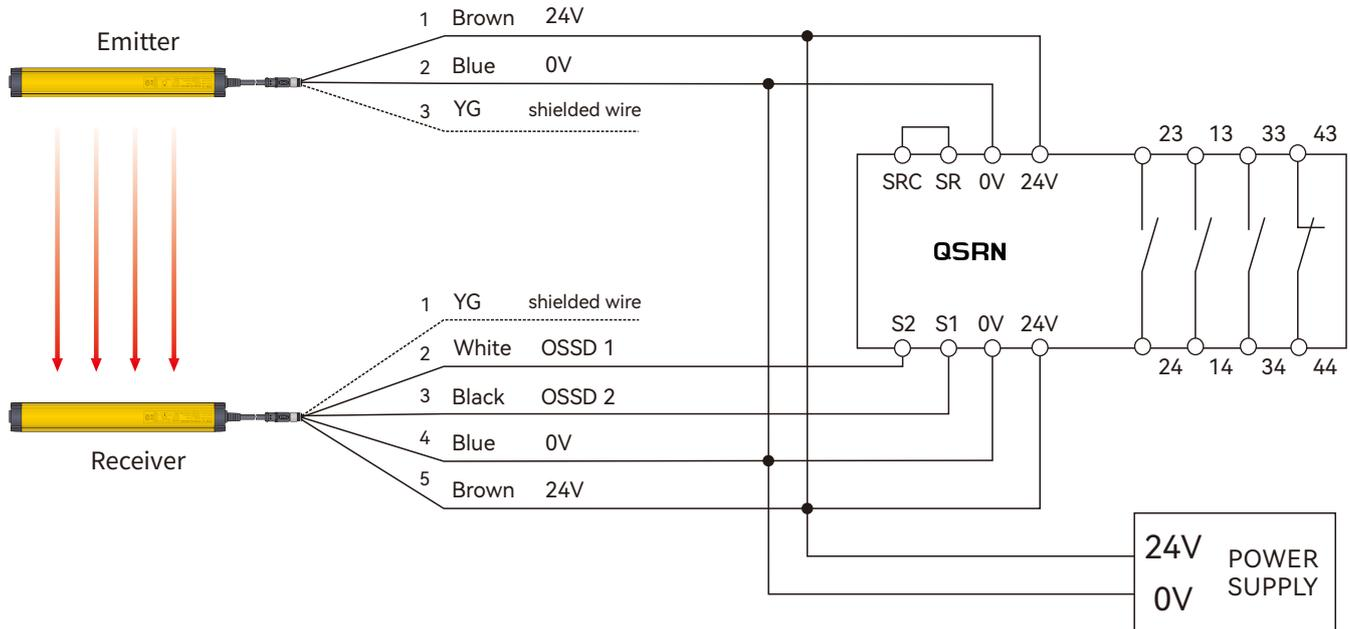 Emitter
1 Brown 24V
2 Blue 0V
3 YG shielded wire
23 13 33 43
SRC SR 0V 24V
QSRN
S2 S1 0V 24V
24 14 34 44
1 YG shielded wire
2 White OSSD 1
3 Black OSSD 2
4 Blue 0V
5 Brown 24V
Receiver
24V
0V
POWER
SUPPLY